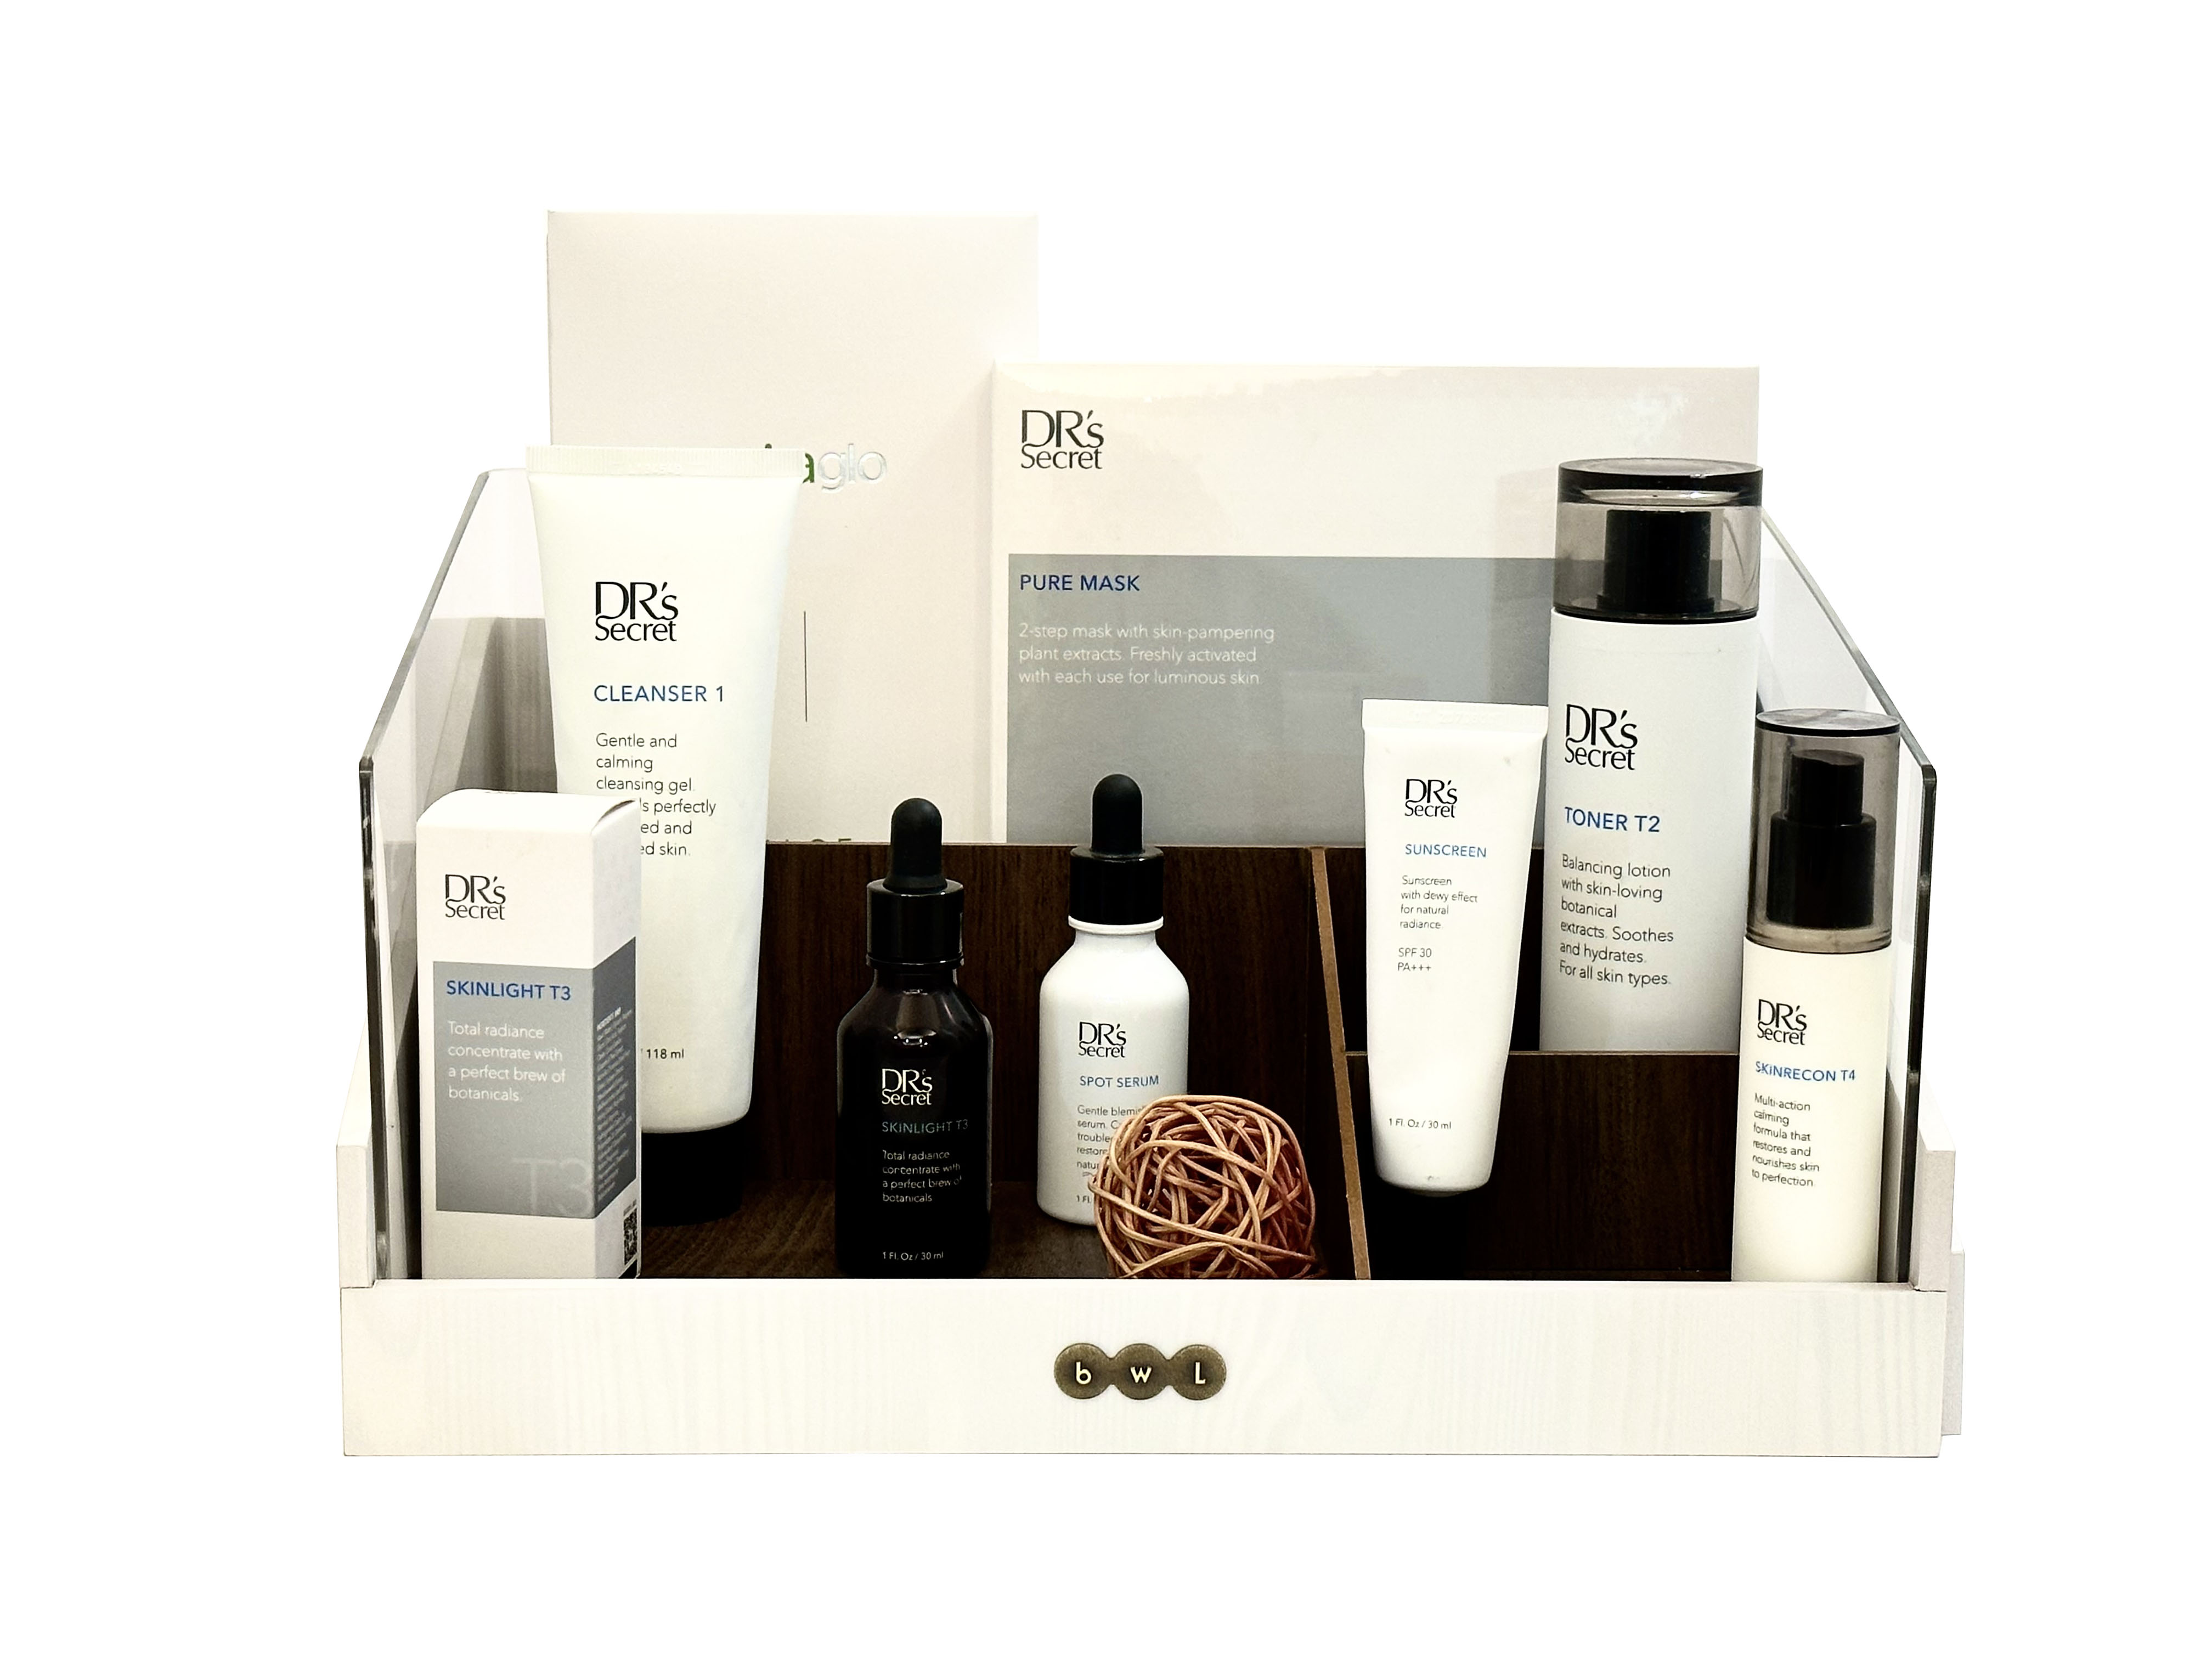 aglo
DR's
Secret
PURE MASK
2-step mask with skin-pampering
plant extracts. Freshly activated
with each use for luminous skin
DR's
Secret
CLEANSER 1
Gentle and
calming
cleansing gel.
perfectly
and
skin.
118 ml
DR's
Secret
SKINLIGHT T3
Total radiance
concentrate with
a perfect brew of
botanicals.
T3
DR's
Secret
SKINLIGHT T3
Total radiance
concentrate with
a perfect brew of
botanicals
1 Fl. Oz / 30 ml
DR's
Secret
SPOT SERUM
Gentle
serum.
DR's
Secret
SUNSCREEN
Sunscreen
with dewy effect
for natural
radiance.
SPF 30
PA+++
1 Fl. Oz / 30 ml
DR's
Secret
TONER T2
Balancing lotion
with skin-loving
botanical
extracts. Soothes
and hydrates.
For all skin types.
DR's
Secret
SKINRECON T4
Multi-action
calming
formula that
restores and
nourishes skin
to perfection.
b w L